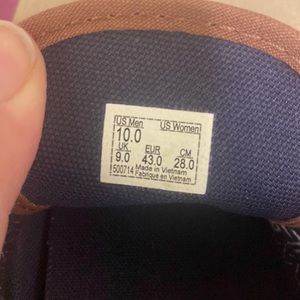 US Men US Women
10.0
UK EUR CM
9.0 43.0 28.0
500714 Made in Vietnam
Fabriqué en Vietnam